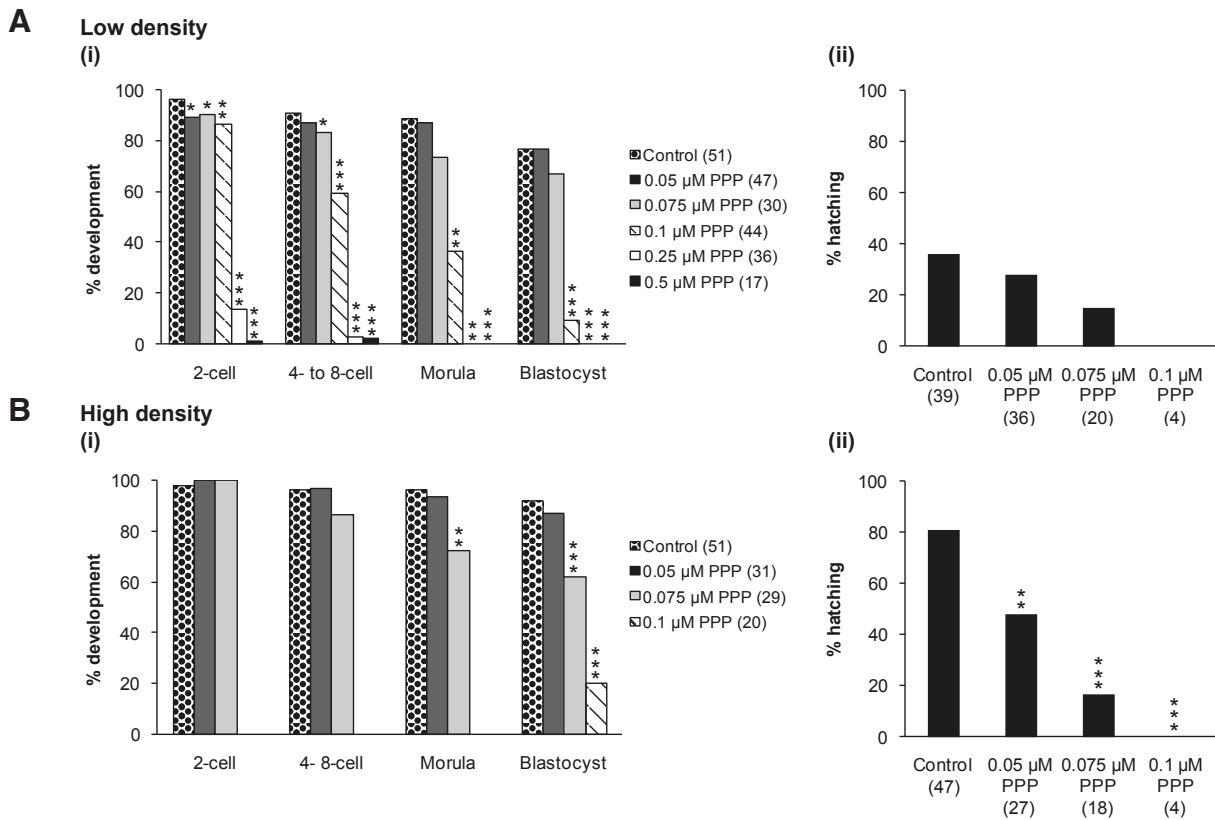 A
Low density
(i)
(ii)
% development
100
80
60
40
20
0
* * **
* ***
*** ***
*** ***
**
** ***
*** *** ***
2-cell
4- to 8-cell
Morula
Blastocyst
Control (51)
0.05 µM PPP (47)
0.075 µM PPP (30)
0.1 µM PPP (44)
0.25 µM PPP (36)
0.5 µM PPP (17)
% hatching
100
80
60
40
20
0
Control
(39)
0.05 µM
PPP
(36)
0.075 µM
PPP
(20)
0.1 µM
PPP
(4)
B
High density
(i)
(ii)
% development
100
80
60
40
20
0
**
***
***
2-cell
4- 8-cell
Morula
Blastocyst
Control (51)
0.05 µM PPP (31)
0.075 µM PPP (29)
0.1 µM PPP (20)
% hatching
100
80
60
40
20
0
**
***
***
Control
(47)
0.05 µM
PPP
(27)
0.075 µM
PPP
(18)
0.1 µM
PPP
(4)